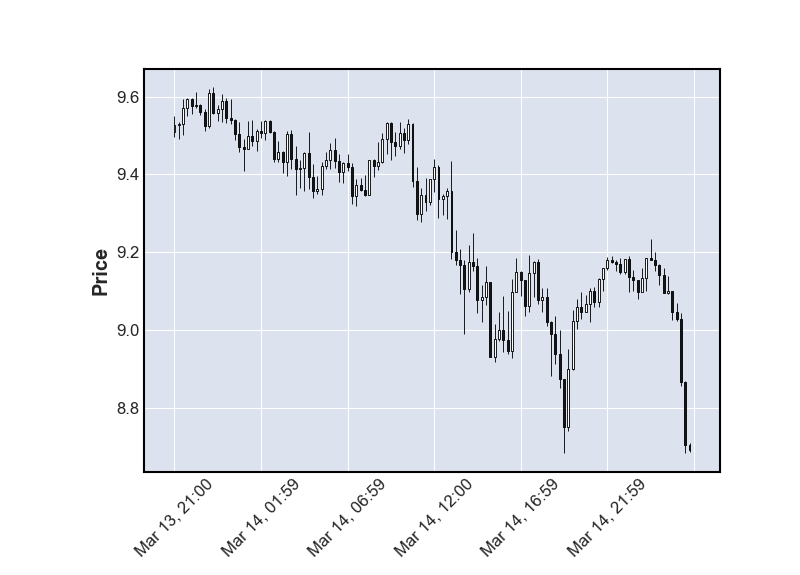 9.6
9.4
9.2
9.0
8.8
Price
Mar 13, 21:00
Mar 14, 01:59
Mar 14, 06:59
Mar 14, 12:00
Mar 14, 16:59
Mar 14, 21:59